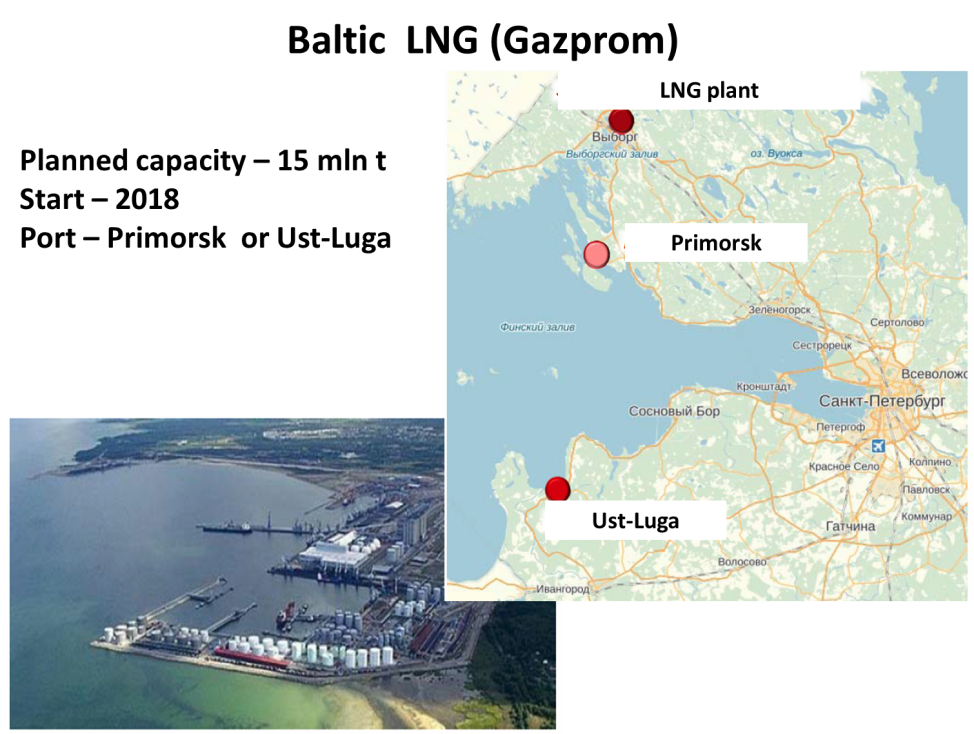 Baltic LNG (Gazprom)
Planned capacity – 15 mln t
Start – 2018
Port – Primorsk or Ust-Luga
LNG plant
Выборг
Выборгский залив
оз. Вуокса
Primorsk
Зеленогорск
Финский залив
Сертолово
Сестрорецк
Всеволожс
Кронштадт
Санкт-Петербург
Сосновый Бор
Петергоф
Красное Село
Колпино
Павловск
Ust-Luga
Коммунар
Гатчина
Волосово
Ивангород